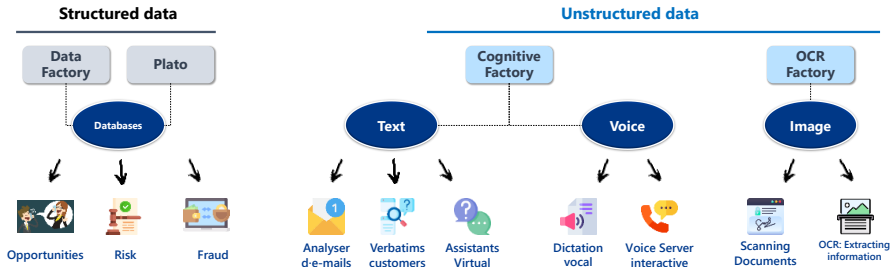 Structured data
Unstructured data
Data
Factory
Plato
Cognitive
Factory
OCR
Factory
Databases
Text
Voice
Image
1
?
?
?
Opportunities
Risk
Fraud
Analyser
d·e-mails
Verbatims
customers
Assistants
Virtual
Dictation
vocal
Voice Server
interactive
Scanning
Documents
OCR: Extracting
information